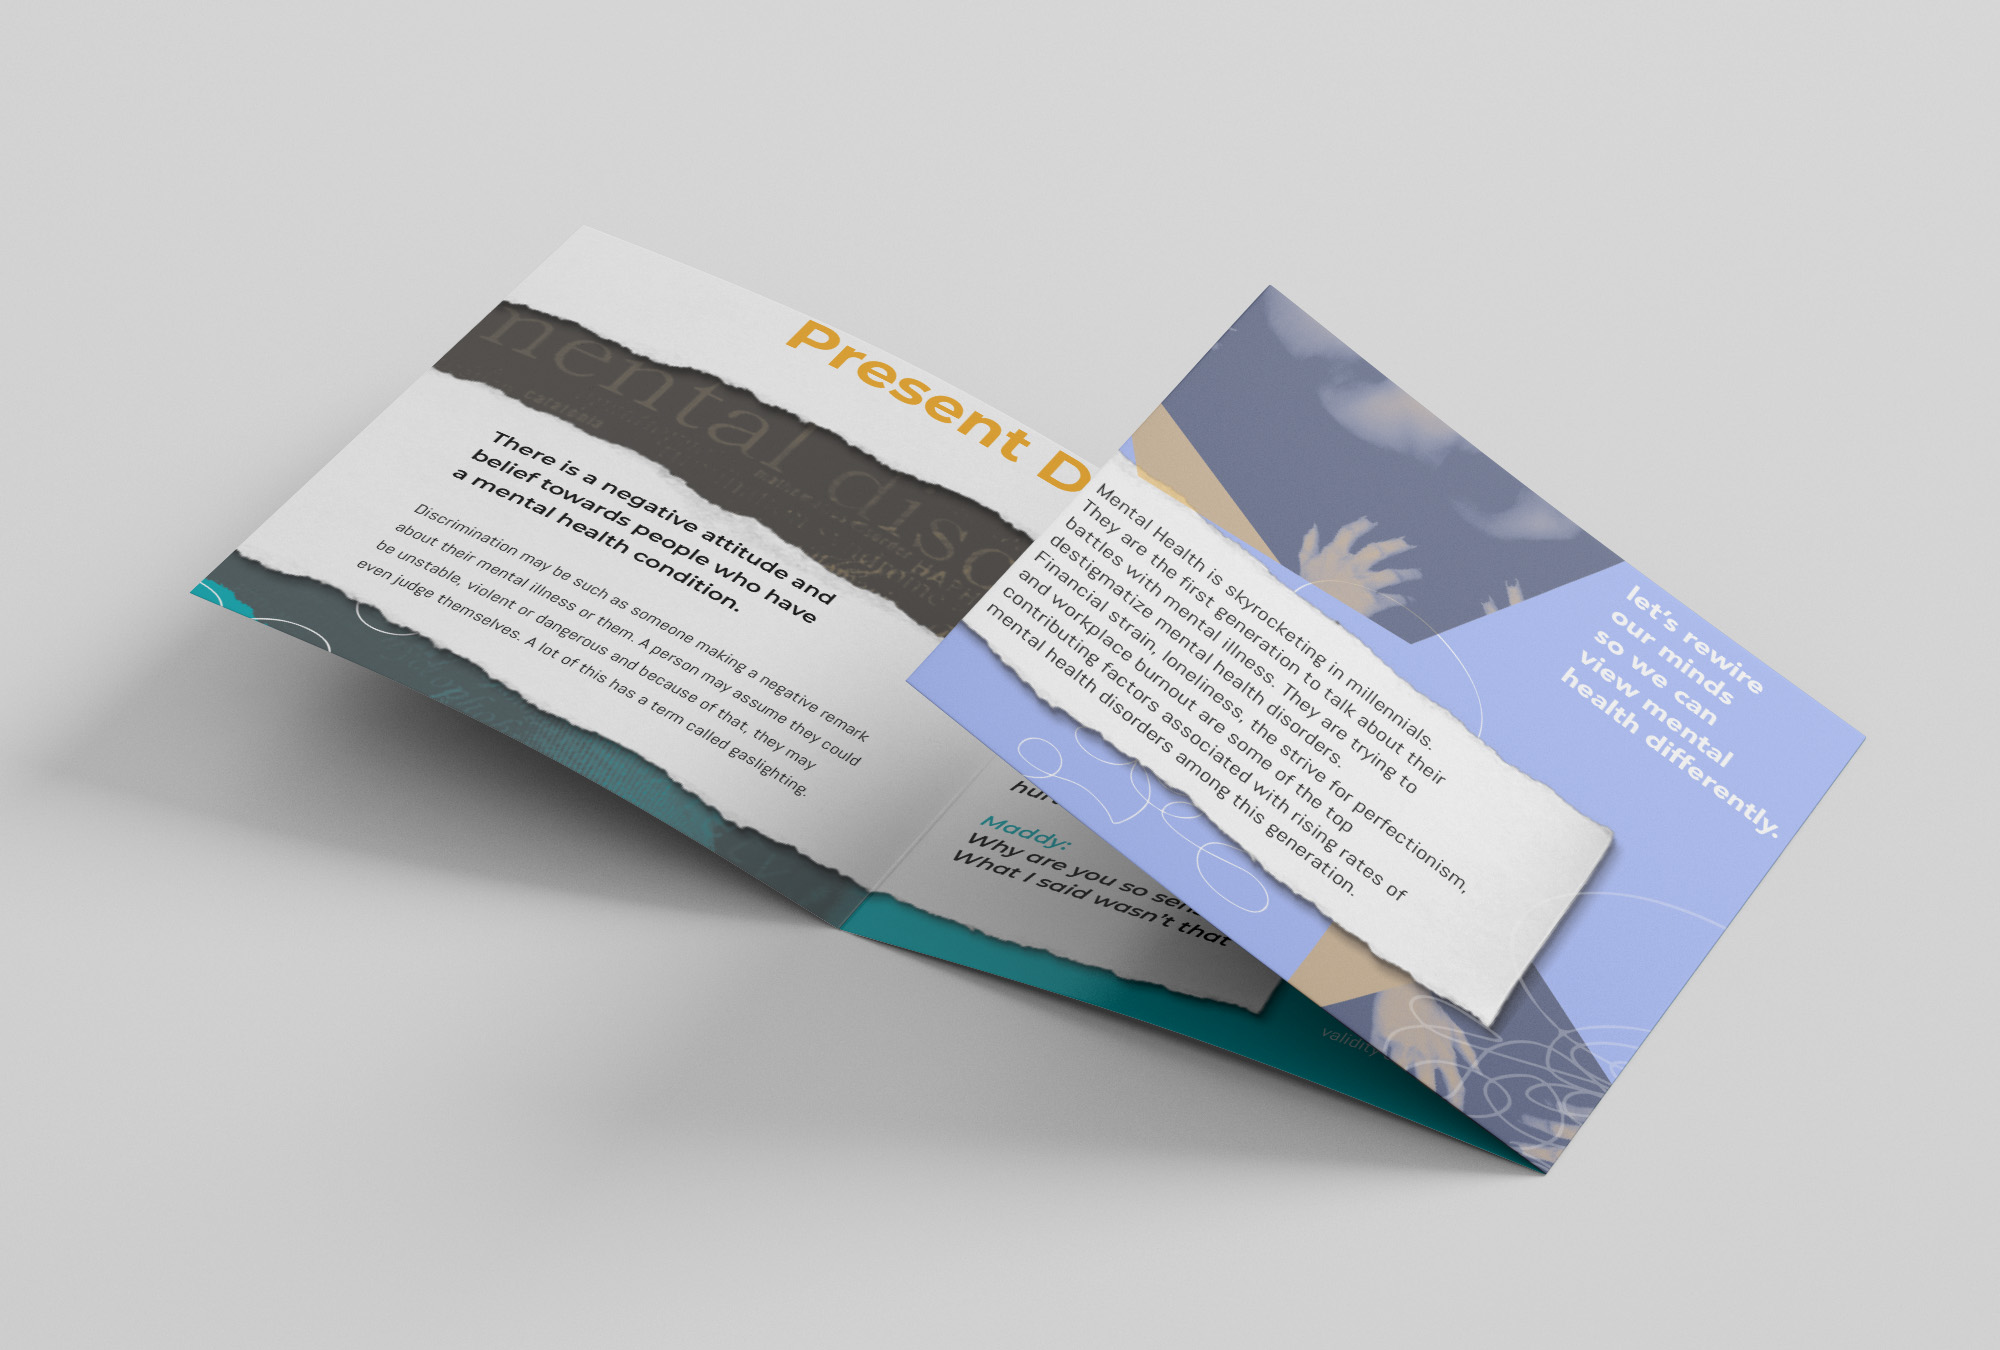 Present D
mental diso
catatonia
There is a negative attitude and
belief towards people who have
a mental health condition.
Discrimination may be such as someone making a negative remark
about their mental illness or them. A person may assume they could
be unstable, violent or dangerous and because of that, they may
even judge themselves. A lot of this has a term called gaslighting.
Maddy:
Why are you so sens
What I said wasn't that
validity
Mental Health is skyrocketing in millennials.
They are the first generation to talk about their
battles with mental illness. They are trying to
destigmatize mental health disorders.
Financial strain, loneliness, the strive for perfectionism,
and workplace burnout are some of the top
contributing factors associated with rising rates of
mental health disorders among this generation.
let's rewire
our minds
so we can
view mental
health differently.